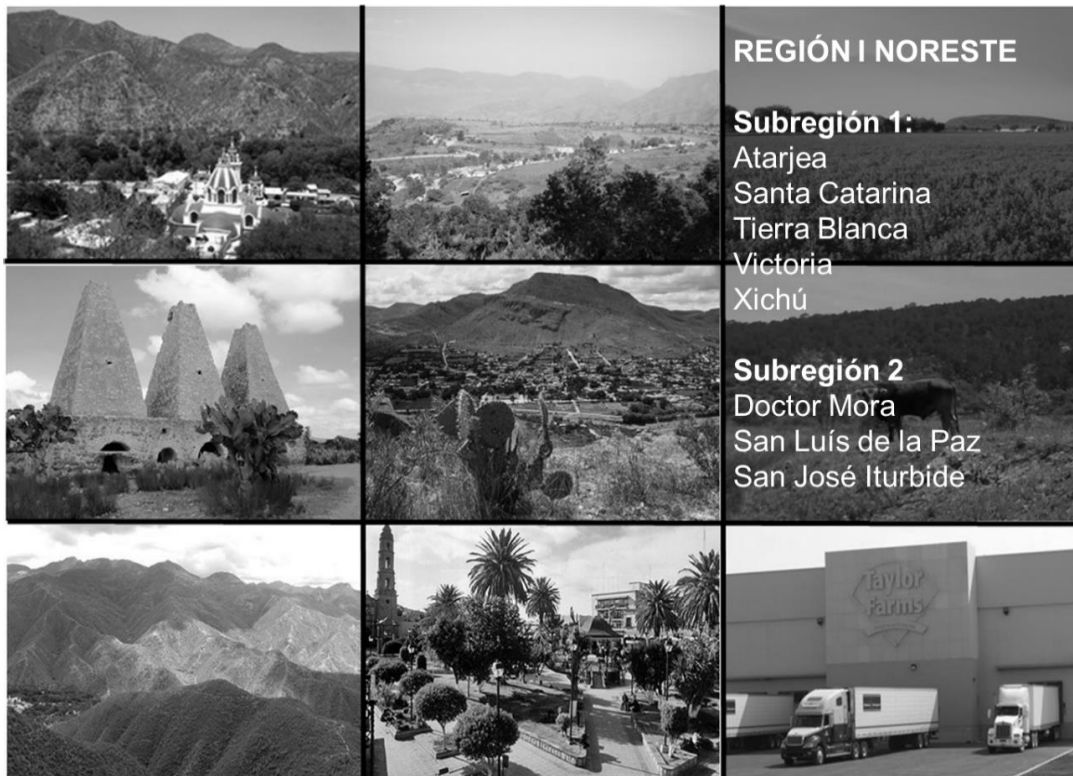 REGIÓN I NORESTE
Subregión 1:
Atarjea
Santa Catarina
Tierra Blanca
Victoria
Xichú
Subregión 2
Doctor Mora
San Luís de la Paz
San José Iturbide
Taylor
Farms